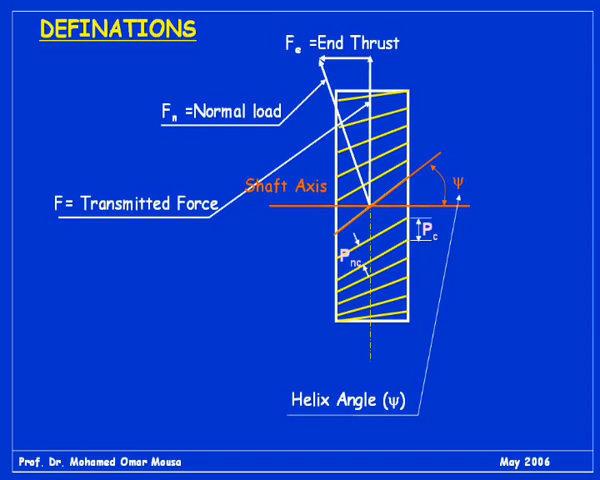 DEFINATIONS
Fe =End Thrust
Fn =Normal load
Shaft Axis
ψ
F= Transmitted Force
Pc
Pnc
Helix Angle (ψ)
Prof. Dr. Mohamed Omar Mousa
May 2006